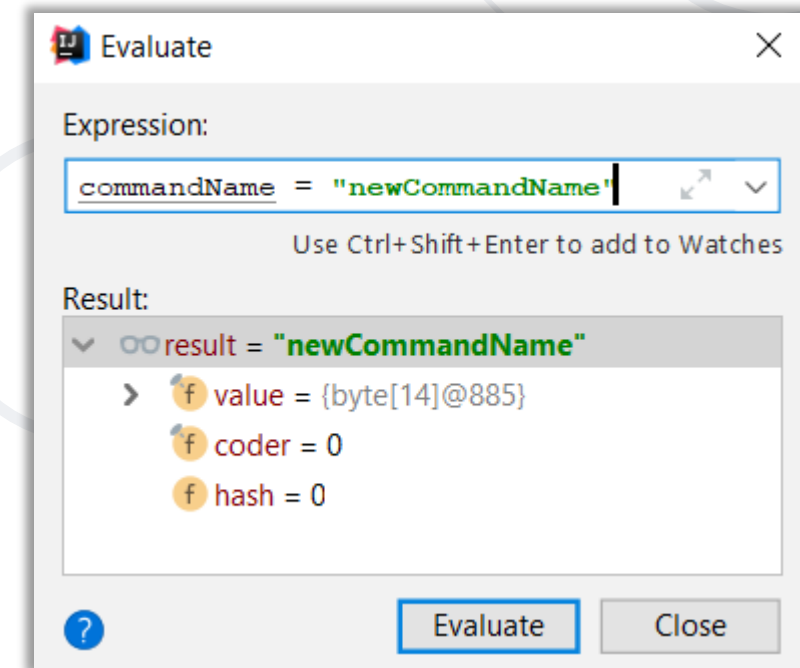 IJ Evaluate
Expression:
commandName = "newCommandName"
Use Ctrl+Shift+Enter to add to Watches
Result:
result = "newCommandName"
f value = {byte[14]@885}
f coder = 0
f hash = 0
? Evaluate Close